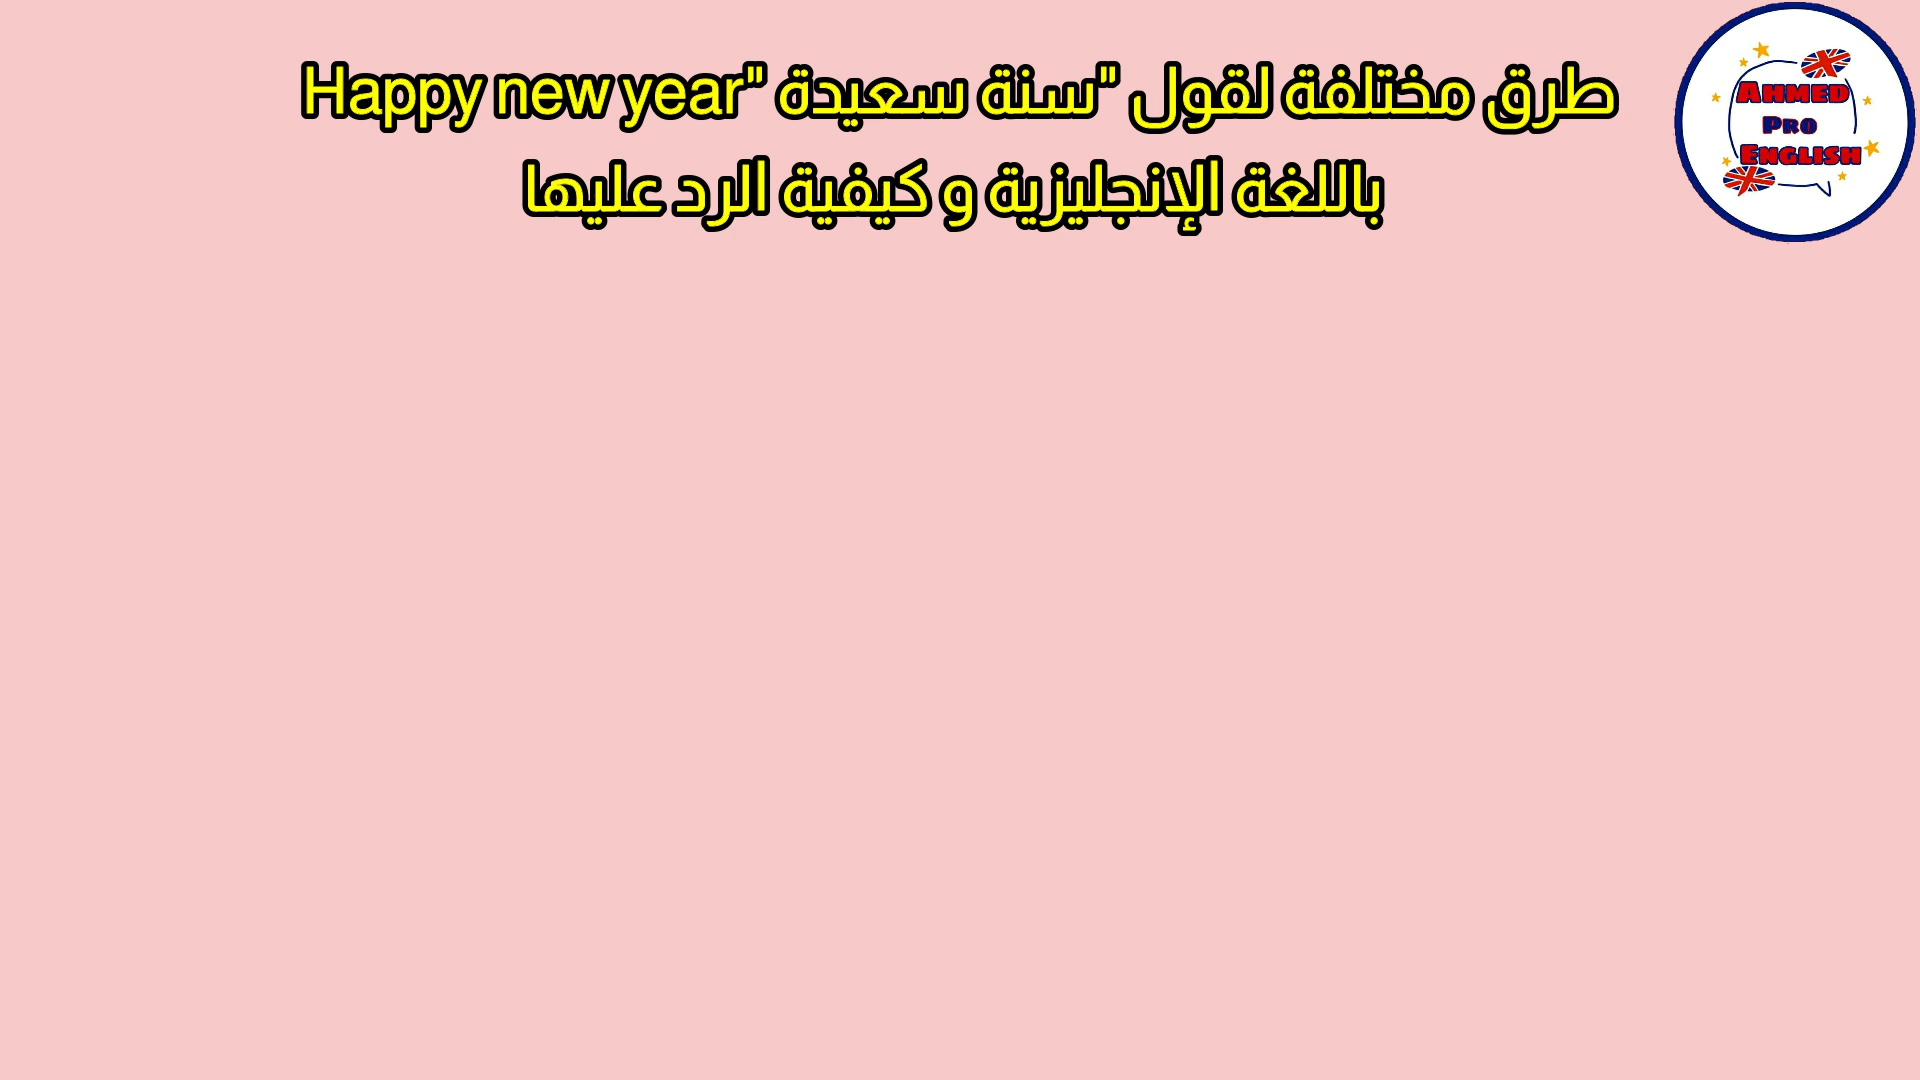 طرق مختلفة لقول "سنة سعيدة "Happy new year
باللغة الإنجليزية و كيفية الرد عليها
AHMED
PRO
ENGLISH